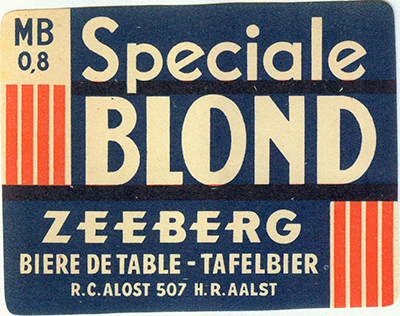 MB
0,8
Speciale
BLOND
ZEEBERG
BIERE DE TABLE - TAFELBIER
R.C. ALOST 507 H.R. AALST